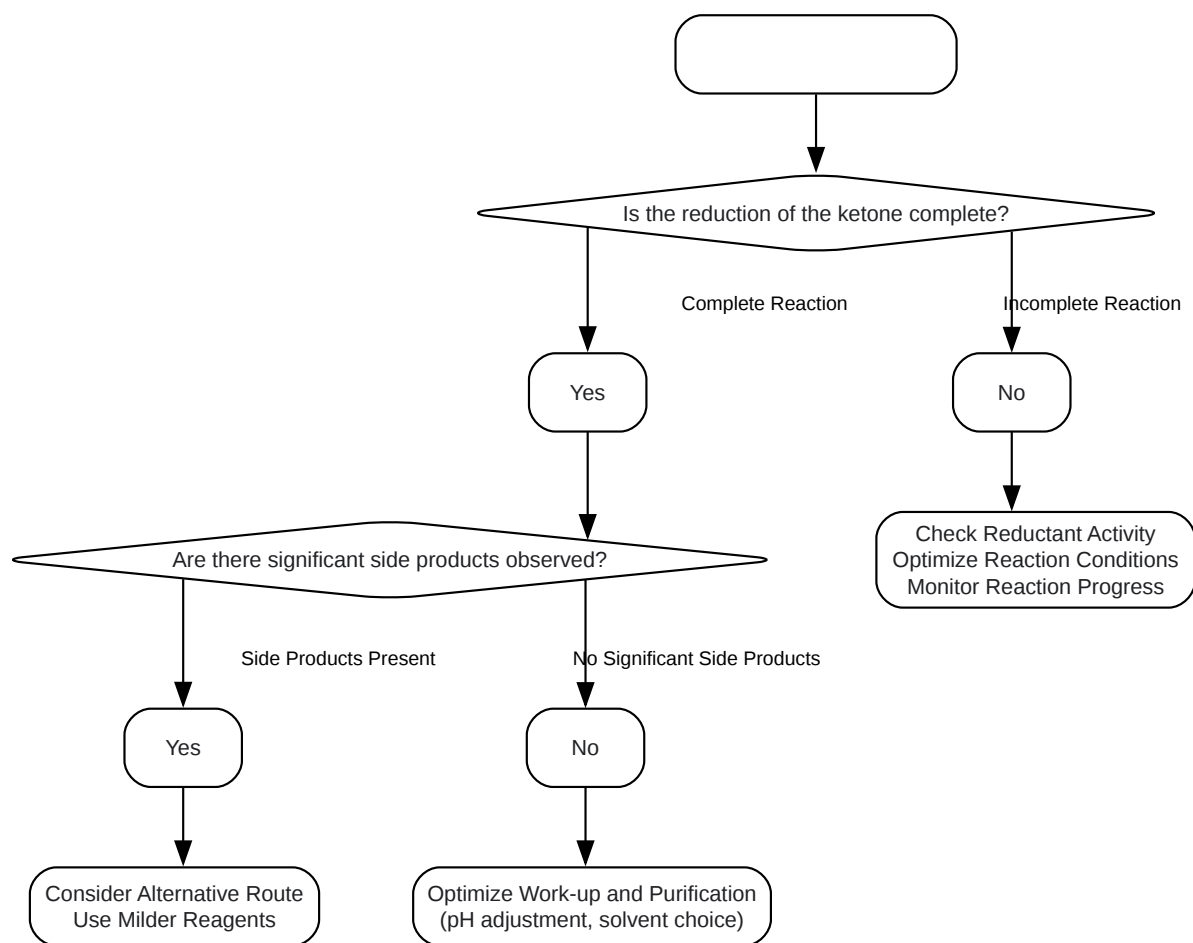 Is the reduction of the ketone complete?
Complete Reaction
Incomplete Reaction
Yes
No
Check Reductant Activity
Optimize Reaction Conditions
Monitor Reaction Progress
Are there significant side products observed?
Side Products Present
No Significant Side Products
Yes
No
Consider Alternative Route
Use Milder Reagents
Optimize Work-up and Purification
(pH adjustment, solvent choice)